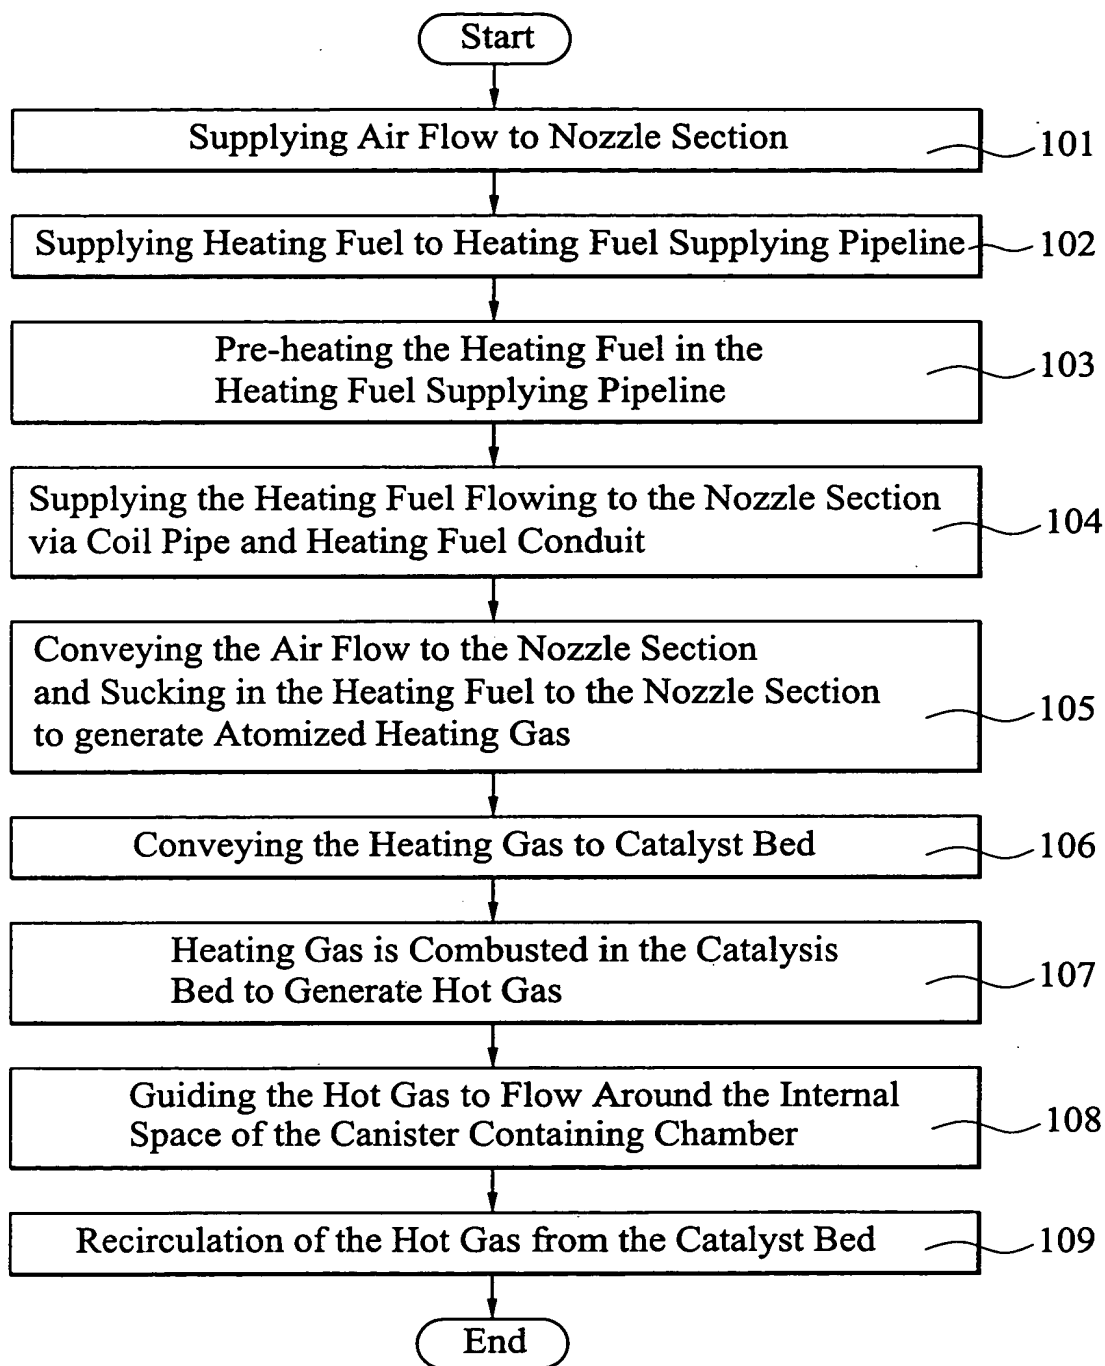 Start
Supplying Air Flow to Nozzle Section
101
Supplying Heating Fuel to Heating Fuel Supplying Pipeline
102
Pre-heating the Heating Fuel in the
Heating Fuel Supplying Pipeline
103
Supplying the Heating Fuel Flowing to the Nozzle Section
via Coil Pipe and Heating Fuel Conduit
104
Conveying the Air Flow to the Nozzle Section
and Sucking in the Heating Fuel to the Nozzle Section
to generate Atomized Heating Gas
105
Conveying the Heating Gas to Catalyst Bed
106
Heating Gas is Combusted in the Catalysis
Bed to Generate Hot Gas
107
Guiding the Hot Gas to Flow Around the Internal
Space of the Canister Containing Chamber
108
Recirculation of the Hot Gas from the Catalyst Bed
109
End